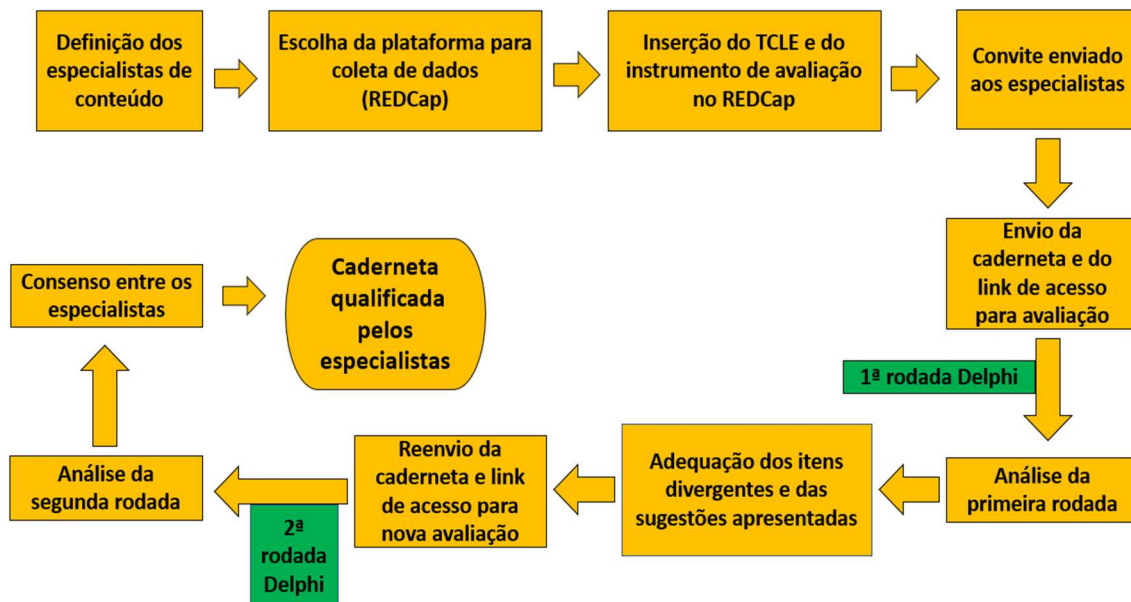 Definição dos
especialistas de
conteúdo
Escolha da plataforma para
coleta de dados
(REDCap)
Inserção do TCLE e do
instrumento de avaliação
no REDCap
Convite enviado
aos especialistas
Envio da
caderneta e do
link de acesso
para avaliação
1ª rodada Delphi
Análise da
primeira rodada
Adequação dos itens
divergentes e das
sugestões apresentadas
Reenvio da
caderneta e link
de acesso para
nova avaliação
2ª
rodada
Delphi
Análise da
segunda rodada
Consenso entre os
especialistas
Caderneta
qualificada
pelos
especialistas